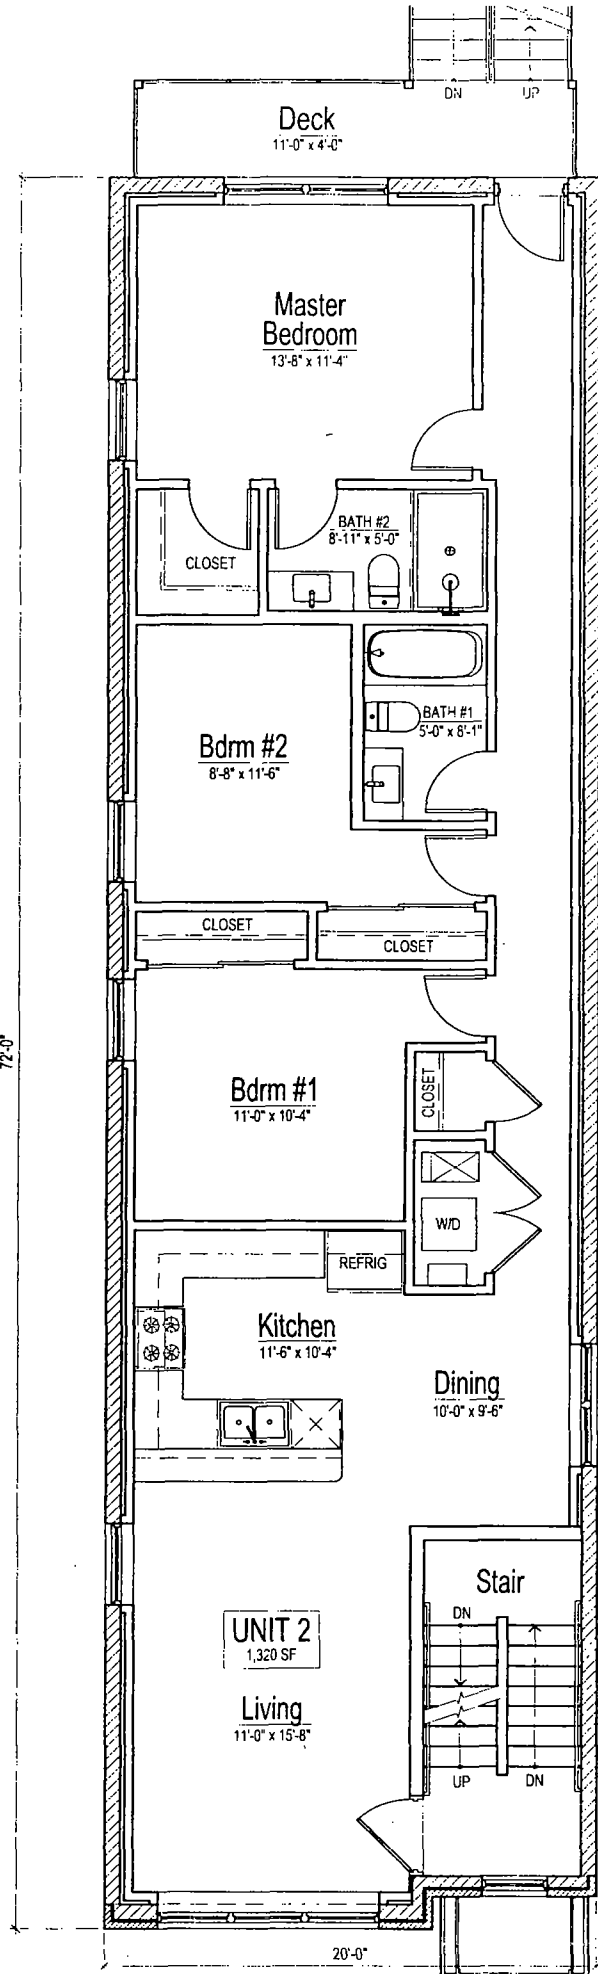 DN
UP
Deck
11'-0" x 4'-0"
Master
Bedroom
13'-8" x 11'-4"
CLOSET
BATH #2
8'-11" x 5'-0"
Bdrm #2
8'-8" x 11'-6"
BATH #1
5'-0" x 8'-1"
CLOSET
CLOSET
72'-0"
Bdrm #1
11'-0" x 10'-4"
CLOSET
W/D
REFRIG
Kitchen
11'-6" x 10'-4"
Dining
10'-0" x 9'-6"
Stair
DN
UNIT 2
1,320 SF
Living
11'-0" x 15'-8"
UP
DN
20'-0"